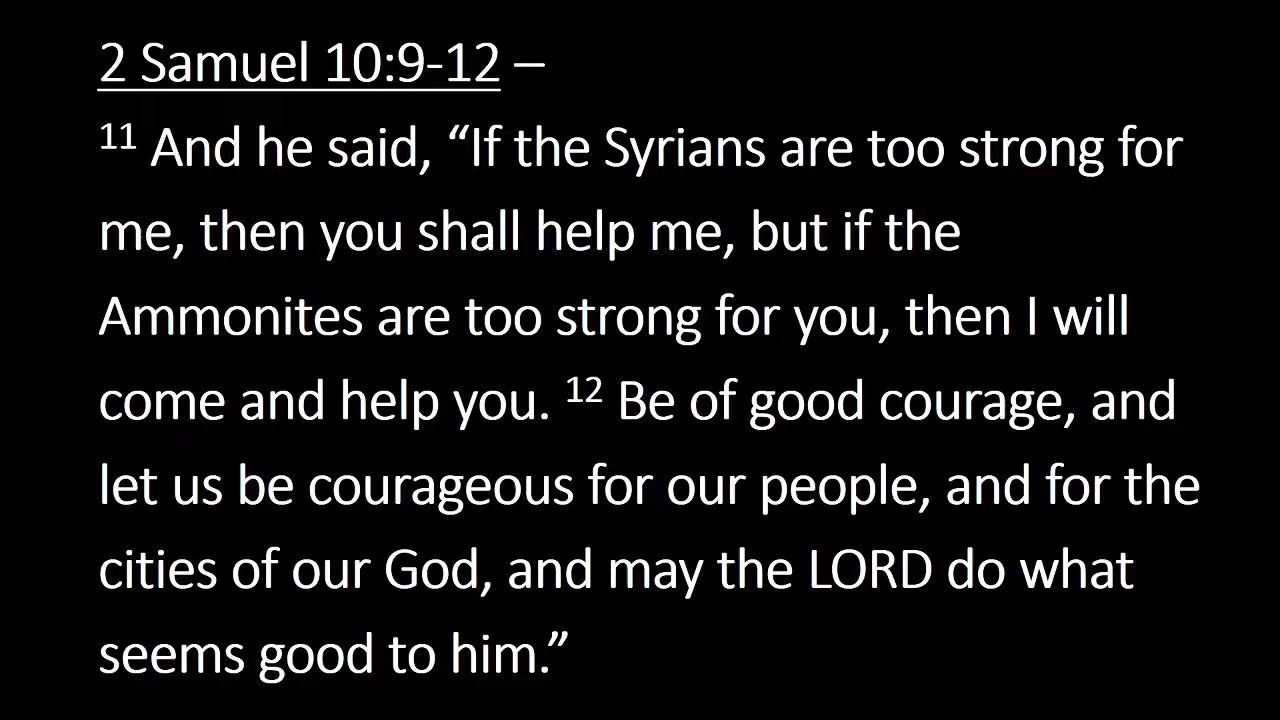 2 Samuel 10:9-12 –
11 And he said, “If the Syrians are too strong for
me, then you shall help me, but if the
Ammonites are too strong for you, then I will
come and help you. 12 Be of good courage, and
let us be courageous for our people, and for the
cities of our God, and may the LORD do what
seems good to him.”